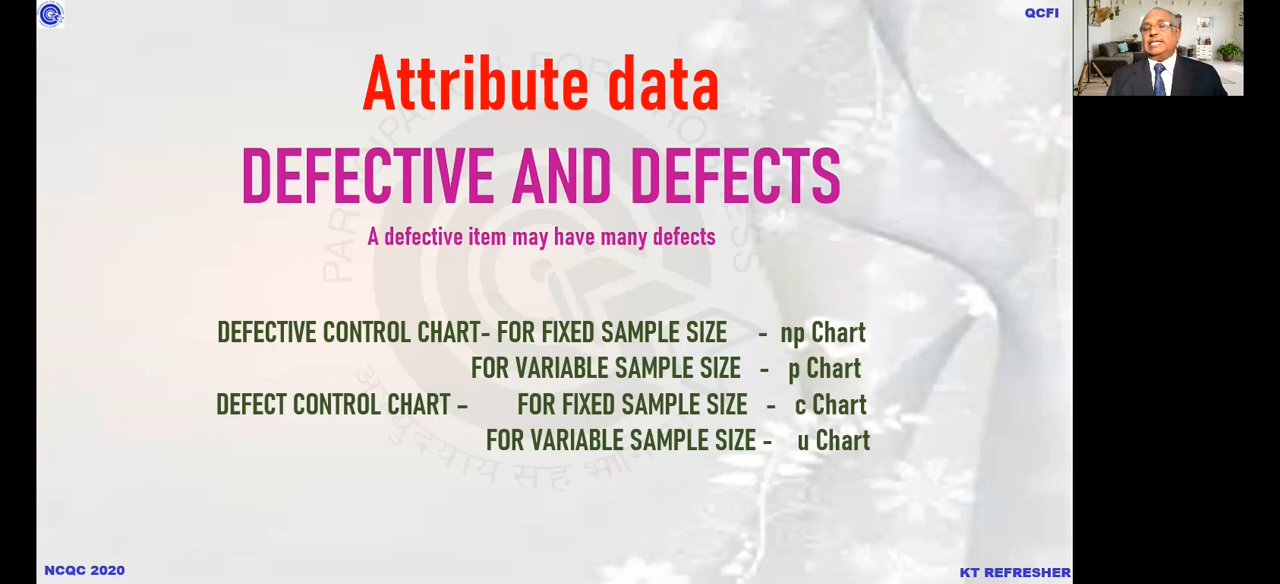 QCFI
Attribute data
DEFECTIVE AND DEFECTS
A defective item may have many defects
DEFECTIVE CONTROL CHART- FOR FIXED SAMPLE SIZE - np Chart
FOR VARIABLE SAMPLE SIZE - p Chart
DEFECT CONTROL CHART – FOR FIXED SAMPLE SIZE - c Chart
FOR VARIABLE SAMPLE SIZE - u Chart
NCQC 2020
KT REFRESHER